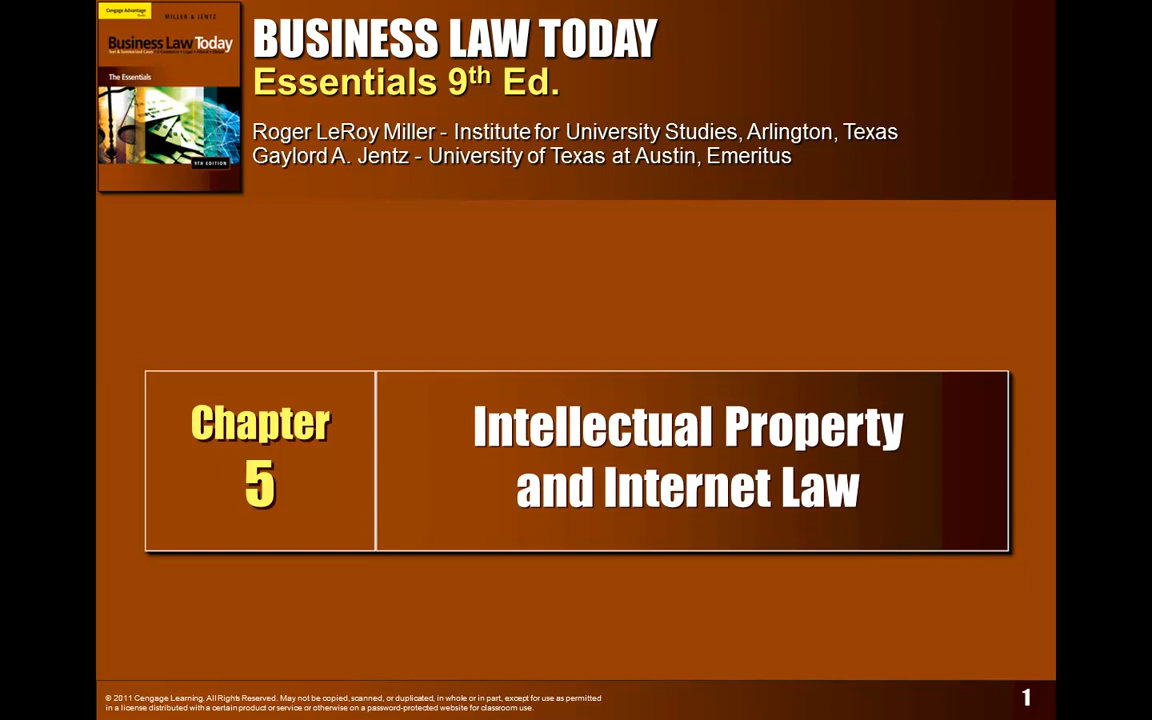 Cengage Advantage
Books
MILLER & JENTZ
Business Law Today
The Essentials
9TH EDITION
BUSINESS LAW TODAY
Essentials 9th Ed.
Roger LeRoy Miller - Institute for University Studies, Arlington, Texas
Gaylord A. Jentz - University of Texas at Austin, Emeritus
Chapter
5
Intellectual Property
and Internet Law
© 2011 Cengage Learning. All Rights Reserved. May not be copied, scanned, or duplicated, in whole or in part, except for use as permitted
in a license distributed with a certain product or service or otherwise on a password-protected website for classroom use.
1